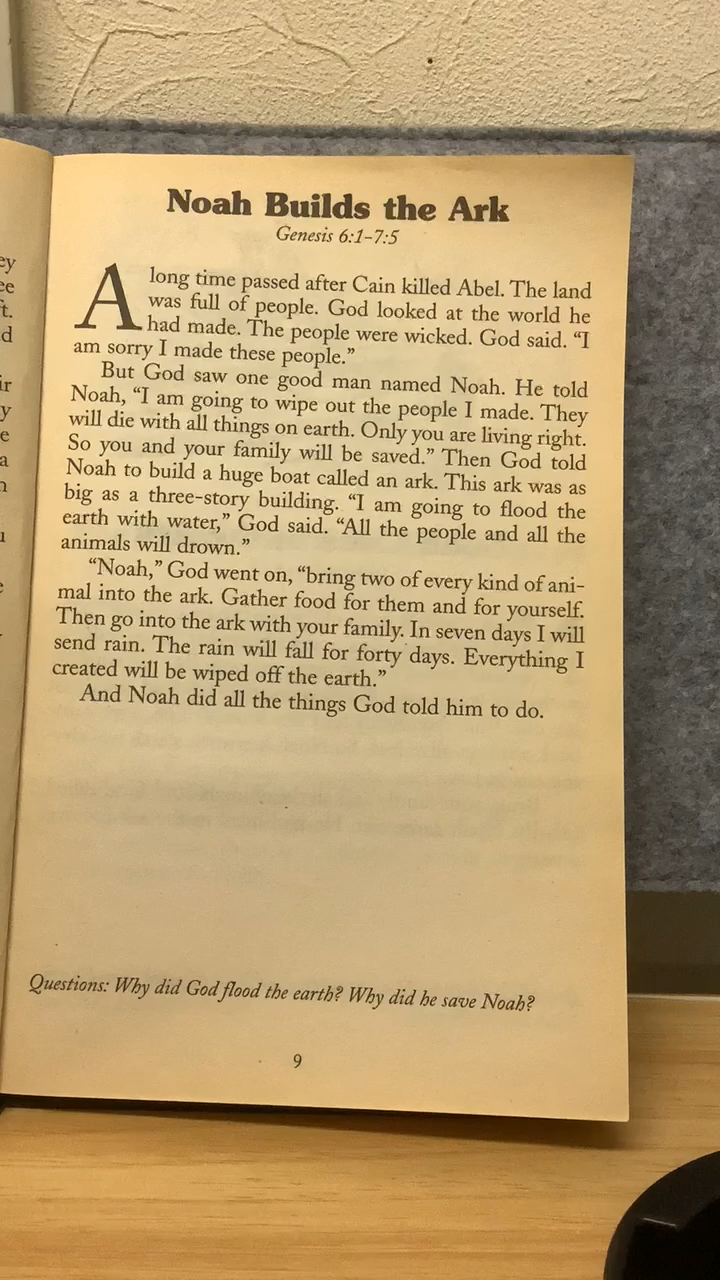 Noah Builds the Ark
Genesis 6:1–7:5
A long time passed after Cain killed Abel. The land
was full of people. God looked at the world he
had made. The people were wicked. God said. “I
am sorry I made these people.”
But God saw one good man named Noah. He told
Noah, “I am going to wipe out the people I made. They
will die with all things on earth. Only you are living right.
So you and your family will be saved.” Then God told
Noah to build a huge boat called an ark. This ark was as
big as a three-story building. “I am going to flood the
earth with water,” God said. “All the people and all the
animals will drown.”
“Noah,” God went on, “bring two of every kind of ani-
mal into the ark. Gather food for them and for yourself.
Then go into the ark with your family. In seven days I will
send rain. The rain will fall for forty days. Everything I
created will be wiped off the earth.”
And Noah did all the things God told him to do.
Questions: Why did God flood the earth? Why did he save Noah?
9